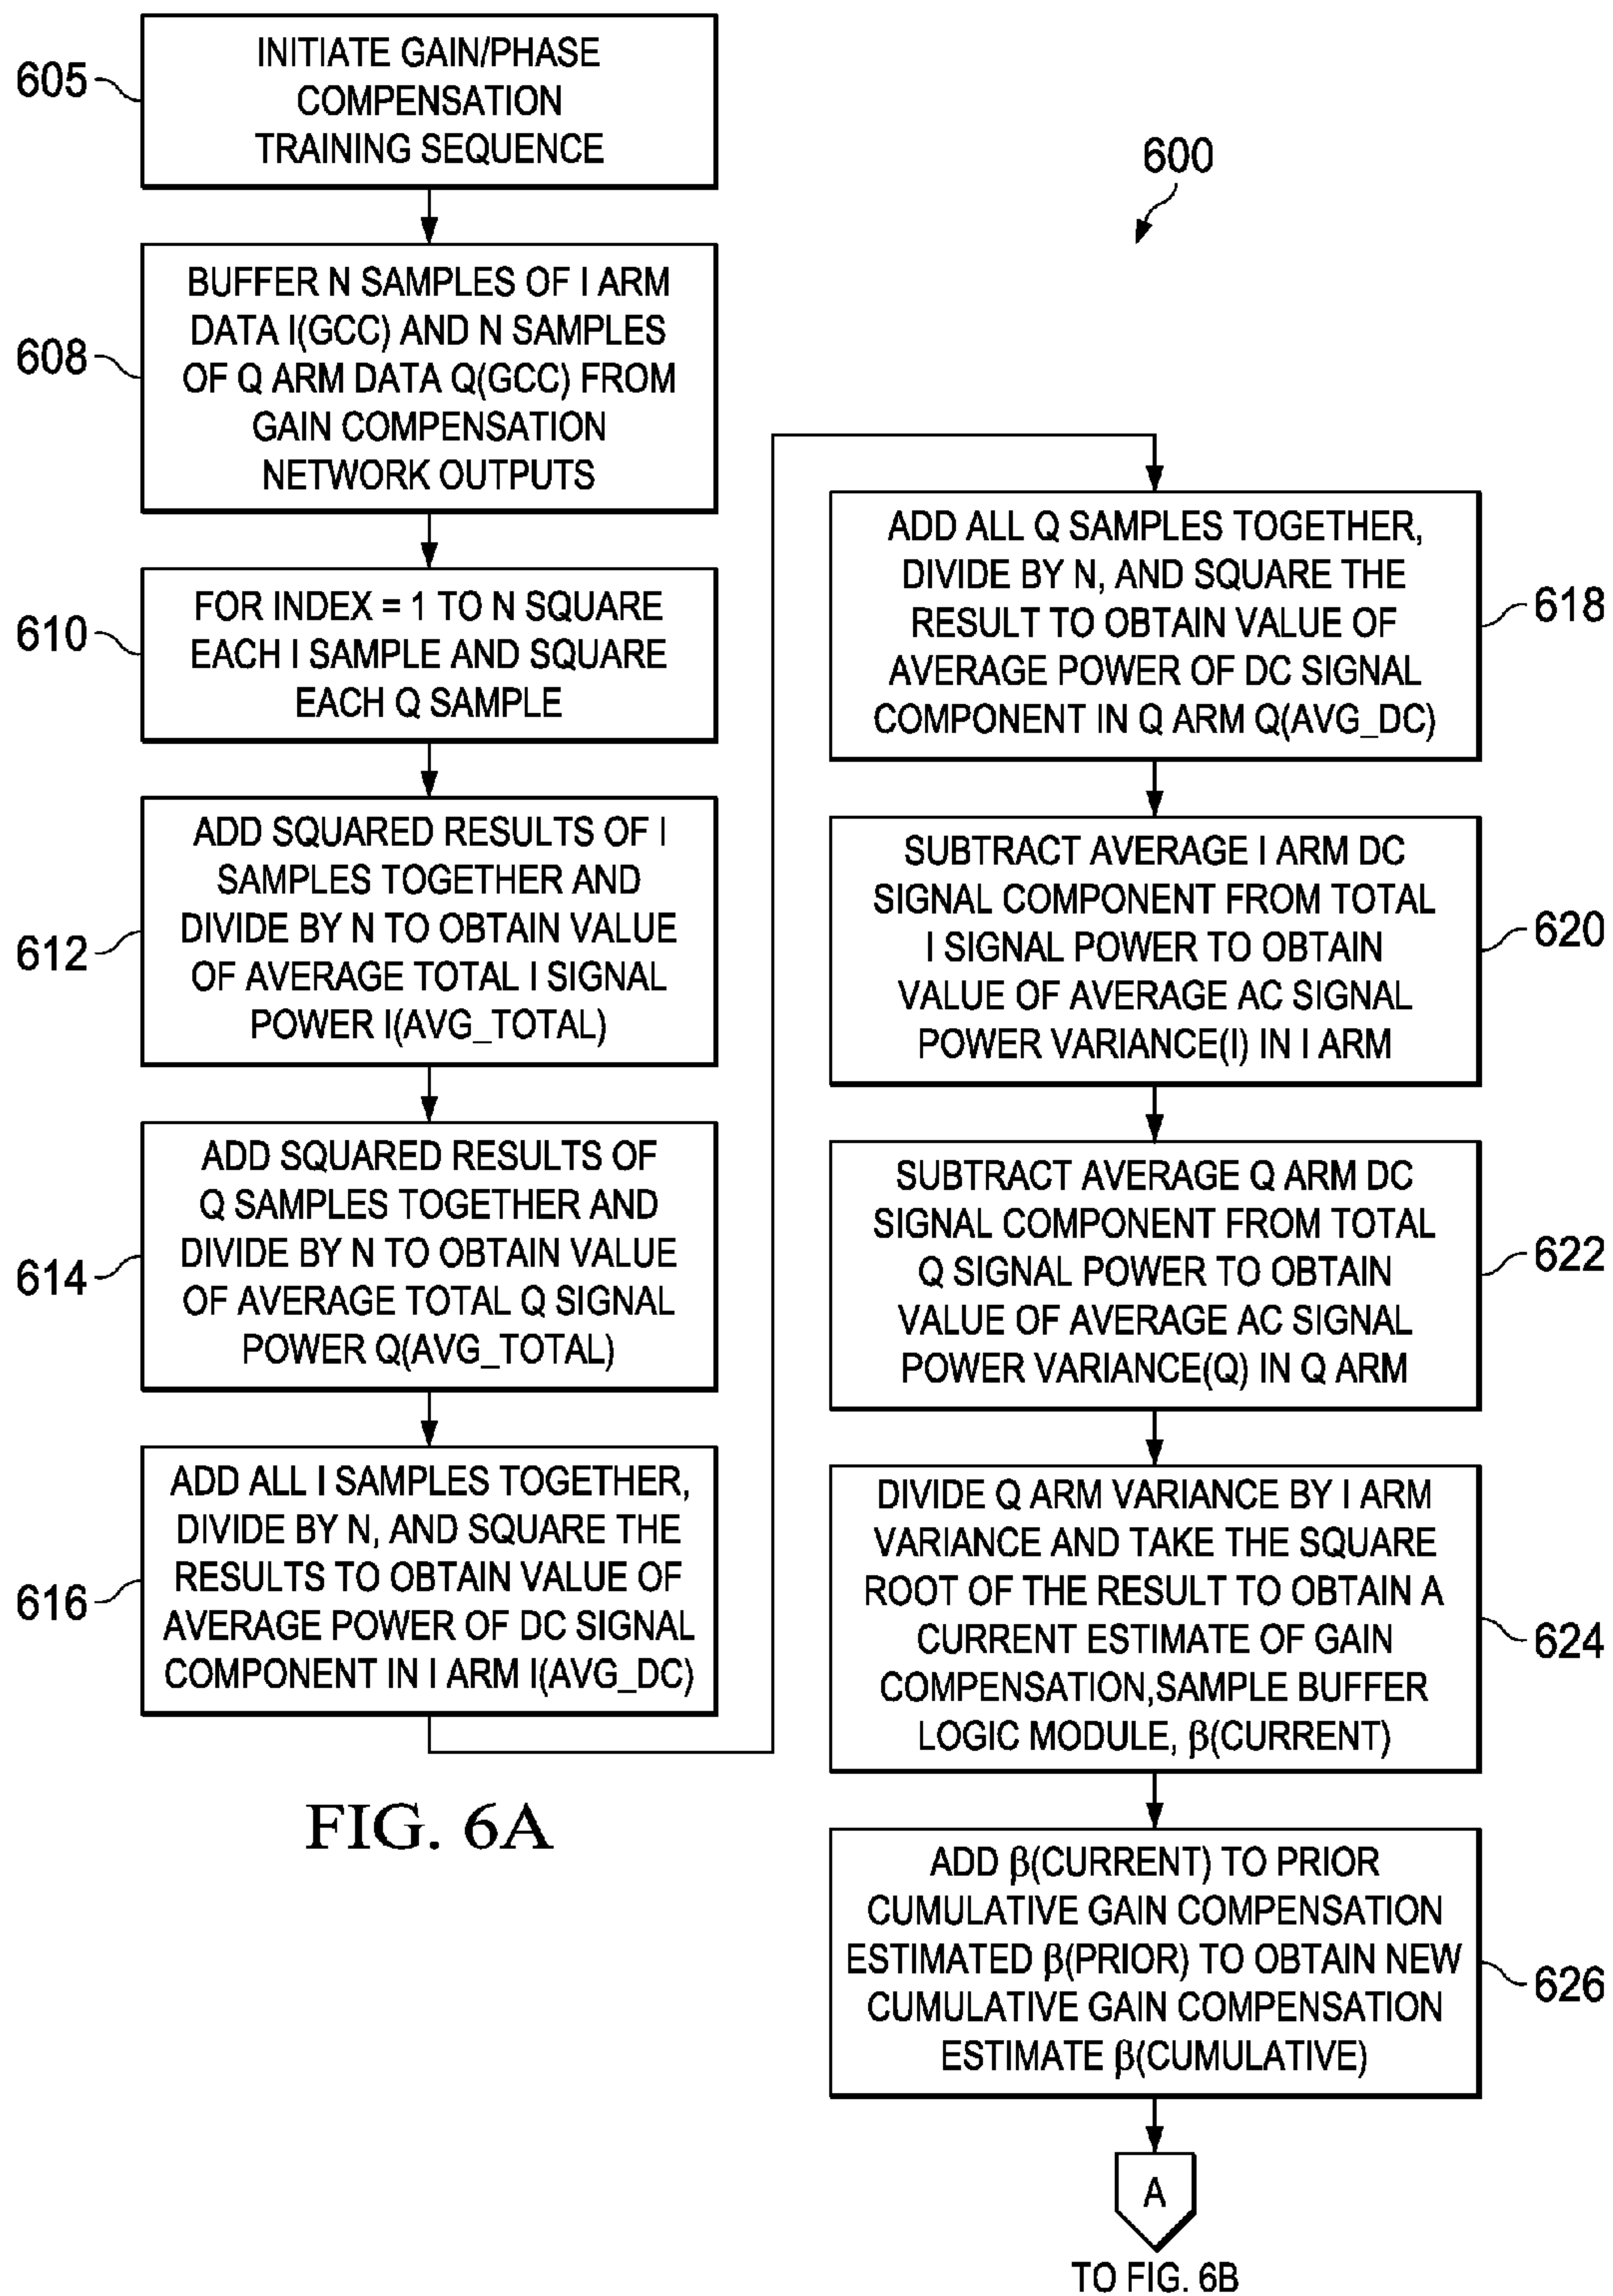 605
INITIATE GAIN/PHASE
COMPENSATION
TRAINING SEQUENCE
600
608
BUFFER N SAMPLES OF I ARM
DATA I(GCC) AND N SAMPLES
OF Q ARM DATA Q(GCC) FROM
GAIN COMPENSATION
NETWORK OUTPUTS
610
FOR INDEX = 1 TO N SQUARE
EACH I SAMPLE AND SQUARE
EACH Q SAMPLE
612
ADD SQUARED RESULTS OF I
SAMPLES TOGETHER AND
DIVIDE BY N TO OBTAIN VALUE
OF AVERAGE TOTAL I SIGNAL
POWER I(AVG_TOTAL)
614
ADD SQUARED RESULTS OF
Q SAMPLES TOGETHER AND
DIVIDE BY N TO OBTAIN VALUE
OF AVERAGE TOTAL Q SIGNAL
POWER Q(AVG_TOTAL)
616
ADD ALL I SAMPLES TOGETHER,
DIVIDE BY N, AND SQUARE THE
RESULTS TO OBTAIN VALUE OF
AVERAGE POWER OF DC SIGNAL
COMPONENT IN I ARM I(AVG_DC)
ADD ALL Q SAMPLES TOGETHER,
DIVIDE BY N, AND SQUARE THE
RESULT TO OBTAIN VALUE OF
AVERAGE POWER OF DC SIGNAL
COMPONENT IN Q ARM Q(AVG_DC)
618
SUBTRACT AVERAGE I ARM DC
SIGNAL COMPONENT FROM TOTAL
I SIGNAL POWER TO OBTAIN
VALUE OF AVERAGE AC SIGNAL
POWER VARIANCE(I) IN I ARM
620
SUBTRACT AVERAGE Q ARM DC
SIGNAL COMPONENT FROM TOTAL
Q SIGNAL POWER TO OBTAIN
VALUE OF AVERAGE AC SIGNAL
POWER VARIANCE(Q) IN Q ARM
622
DIVIDE Q ARM VARIANCE BY I ARM
VARIANCE AND TAKE THE SQUARE
ROOT OF THE RESULT TO OBTAIN A
CURRENT ESTIMATE OF GAIN
COMPENSATION,SAMPLE BUFFER
LOGIC MODULE, β(CURRENT)
624
ADD β(CURRENT) TO PRIOR
CUMULATIVE GAIN COMPENSATION
ESTIMATED β(PRIOR) TO OBTAIN NEW
CUMULATIVE GAIN COMPENSATION
ESTIMATE β(CUMULATIVE)
626
A
TO FIG. 6B
FIG. 6A